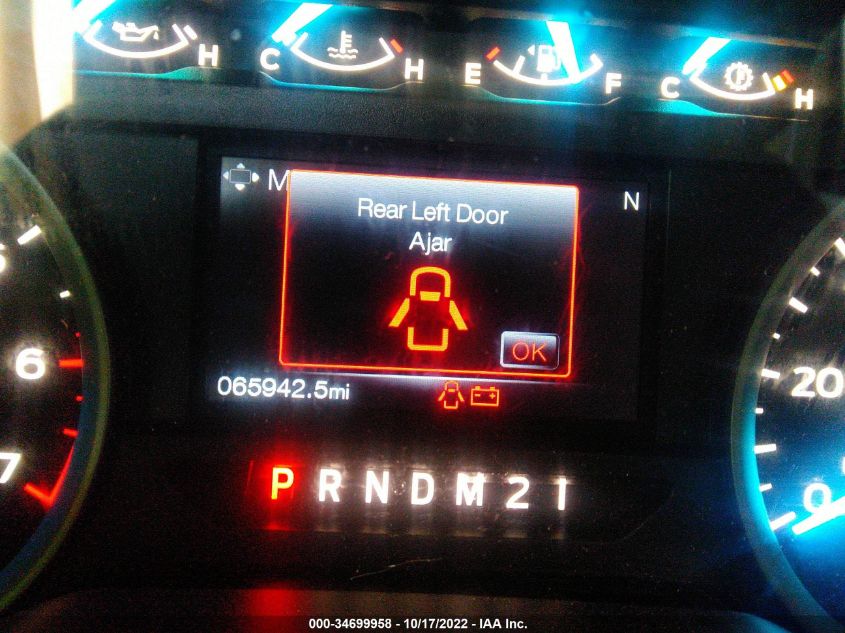 H C H E F C H
M N
Rear Left Door
Ajar
OK
065942.5mi
6
7
20
0
P R N D M 2 1
000-34699958 - 10/17/2022 - IAA Inc.